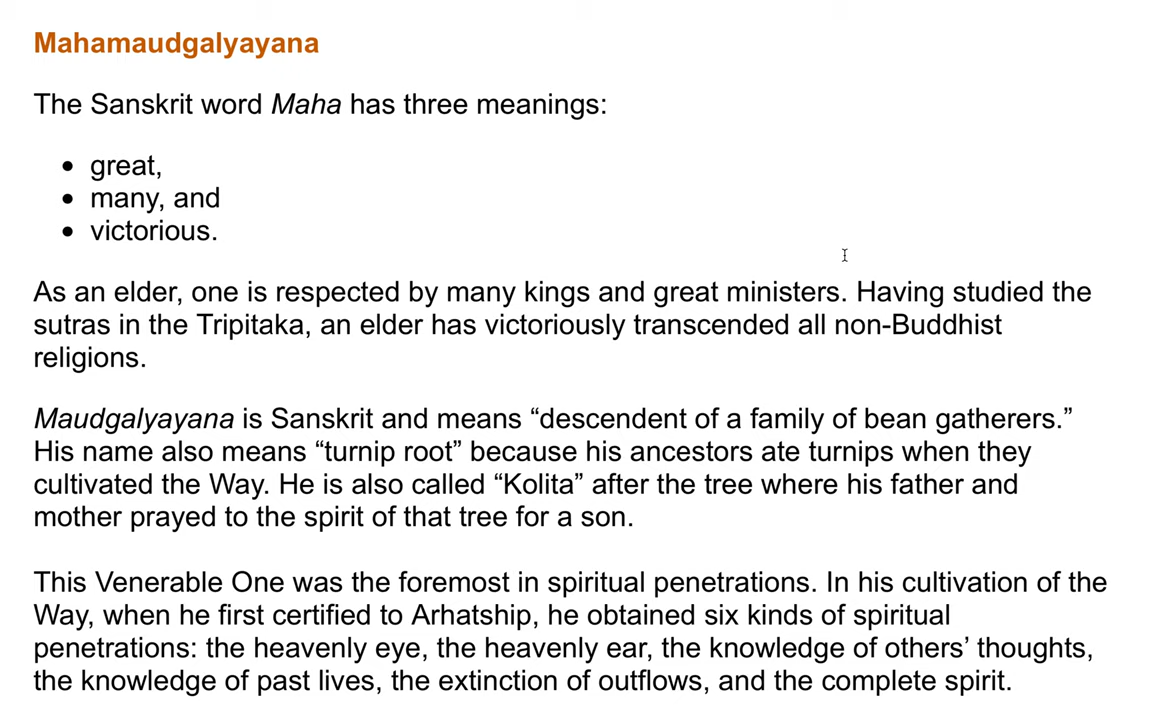 Mahamaudgalyayana
The Sanskrit word Maha has three meanings:
• great,
• many, and
• victorious.
As an elder, one is respected by many kings and great ministers. Having studied the
sutras in the Tripitaka, an elder has victoriously transcended all non-Buddhist
religions.
Maudgalyayana is Sanskrit and means “descendent of a family of bean gatherers.”
His name also means “turnip root” because his ancestors ate turnips when they
cultivated the Way. He is also called “Kolita” after the tree where his father and
mother prayed to the spirit of that tree for a son.
This Venerable One was the foremost in spiritual penetrations. In his cultivation of the
Way, when he first certified to Arhatship, he obtained six kinds of spiritual
penetrations: the heavenly eye, the heavenly ear, the knowledge of others’ thoughts,
the knowledge of past lives, the extinction of outflows, and the complete spirit.